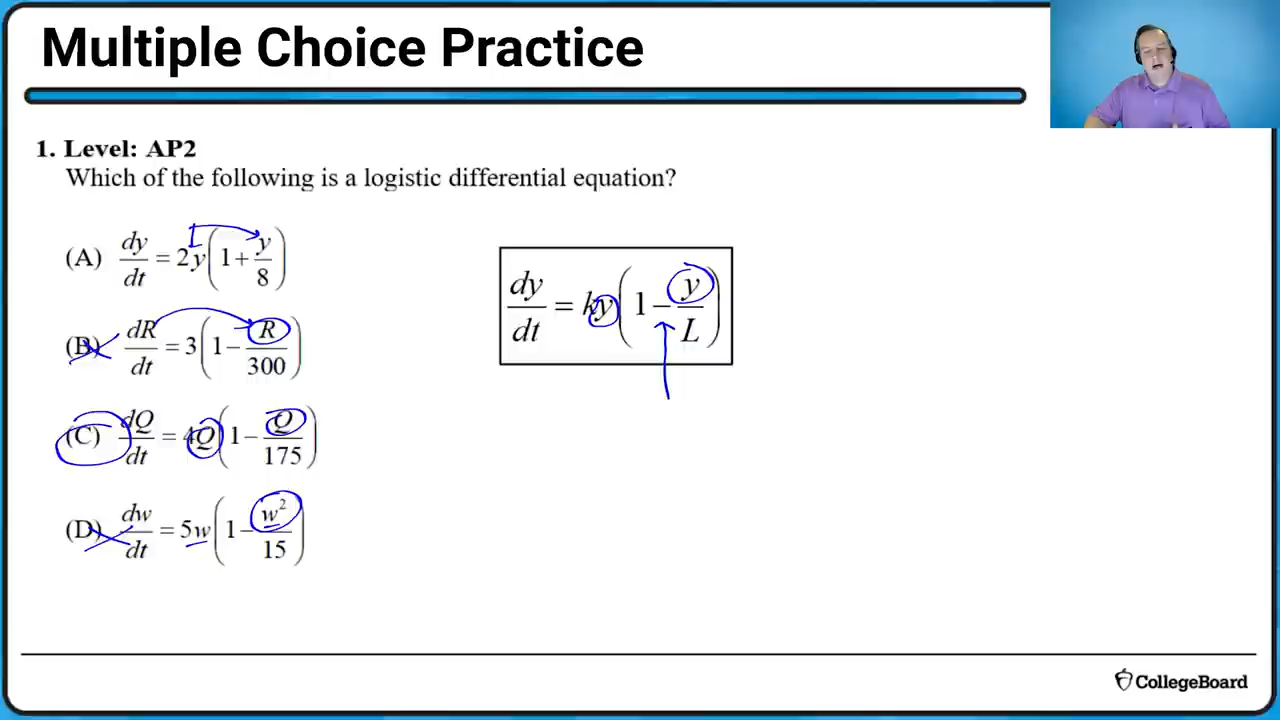 Multiple Choice Practice
1. Level: AP2
Which of the following is a logistic differential equation?
(A) dy/dt = 2y(1 + y/8)
(B) dR/dt = 3(1 − R/300)
(C) dQ/dt = 4Q(1 − Q/175)
(D) dw/dt = 5w(1 − w²/15)
dy/dt = ky(1 − y/L)
CollegeBoard